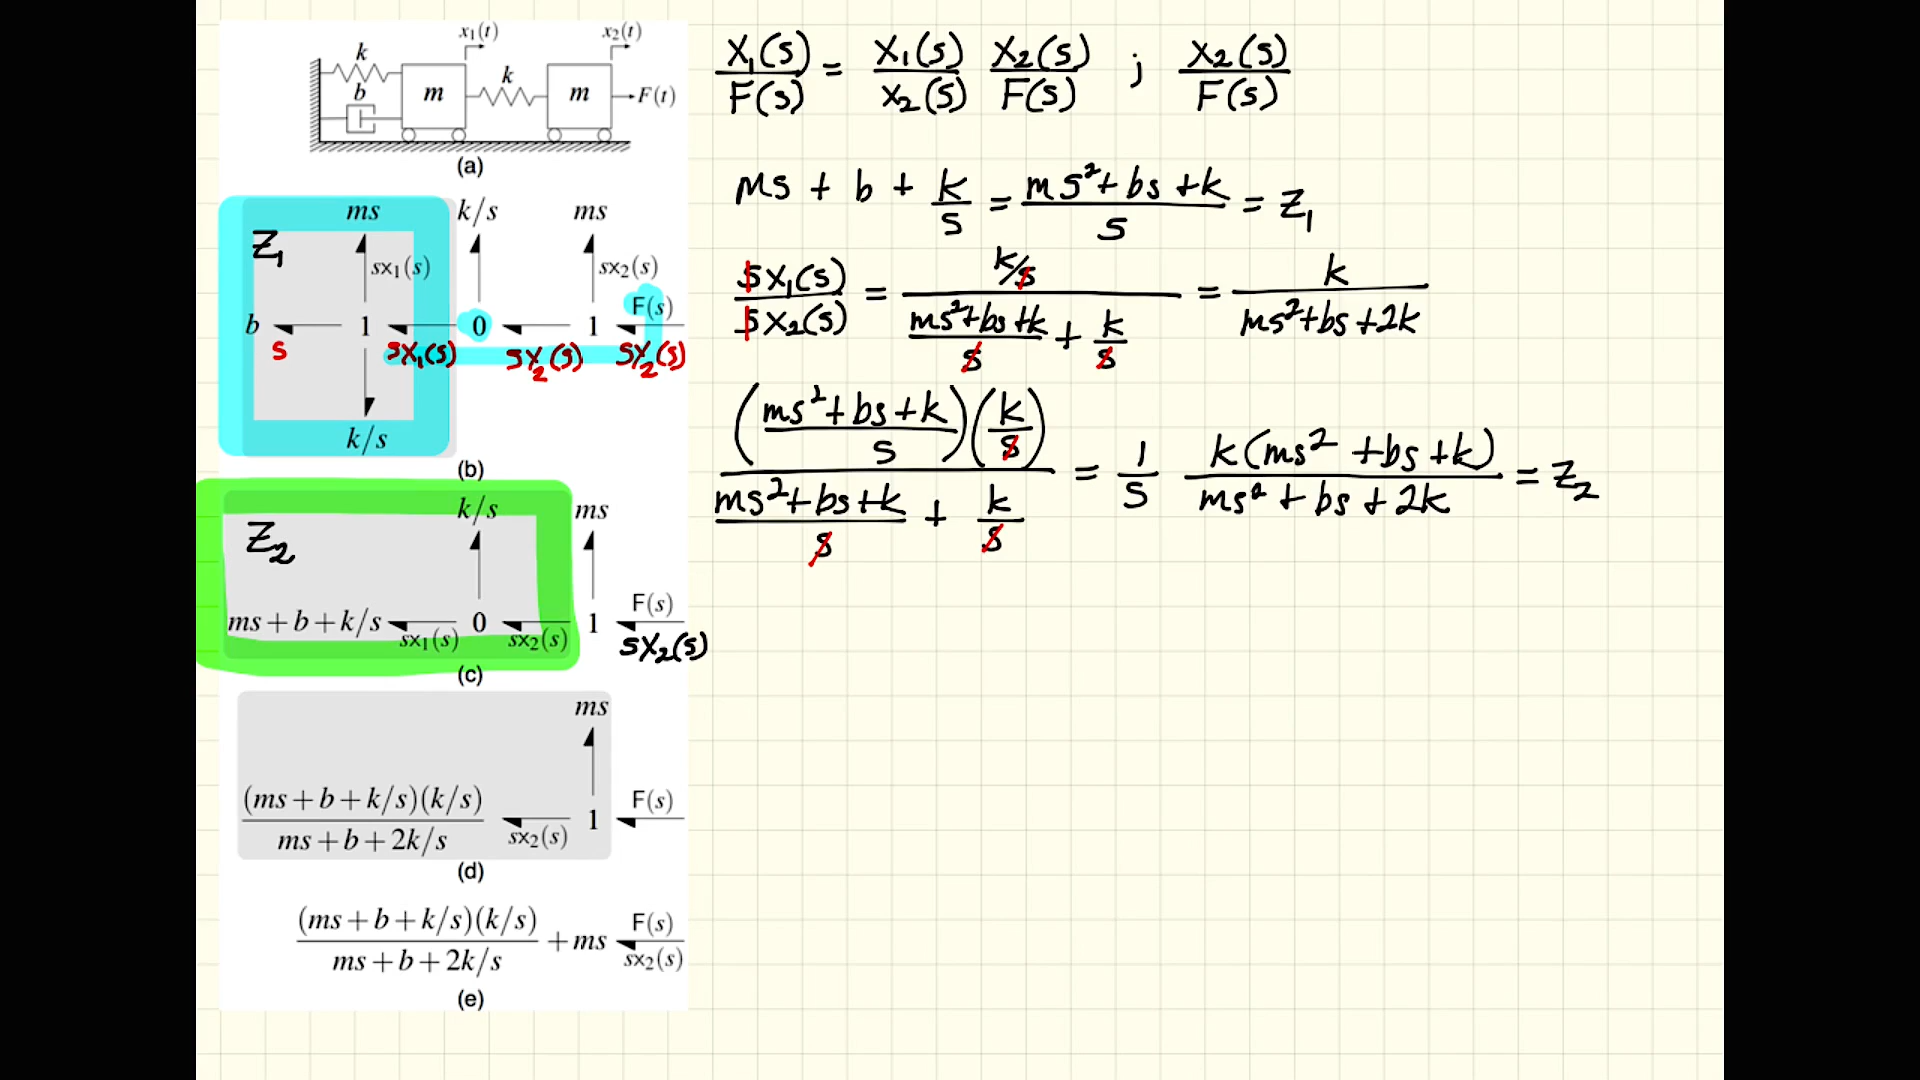 x₁(t) x₂(t)
k k
b m m F(t)
(a)
ms k/s ms
Z₁
sx₁(s) sx₂(s)
F(s)
b 1 0 1
s sX₁(s) sX₂(s) sX₂(s)
k/s
(b)
k/s ms
Z₂
F(s)
ms + b + k/s 0 1
sx₁(s) sx₂(s) sX₂(s)
(c)
ms
(ms + b + k/s)(k/s) F(s)
1
ms + b + 2k/s sx₂(s)
(d)
(ms + b + k/s)(k/s) F(s)
+ ms
ms + b + 2k/s sx₂(s)
(e)
X₁(s)/F(s) = X₁(s)/X₂(s) X₂(s)/F(s) ; X₂(s)/F(s)
ms + b + k/s = (ms² + bs + k)/s = Z₁
sX₁(s)/sX₂(s) = (k/s)/((ms² + bs + k)/s + k/s) = k/(ms² + bs + 2k)
((ms² + bs + k)/s)(k/s)/((ms² + bs + k)/s + k/s) = 1/s k(ms² + bs + k)/(ms² + bs + 2k) = Z₂